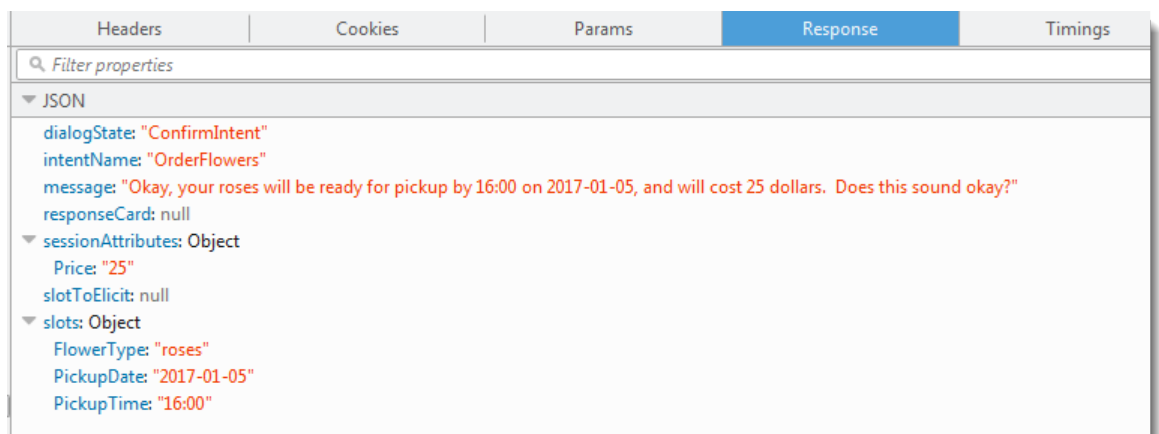 Headers Cookies Params Response Timings
Filter properties
JSON
dialogState: "ConfirmIntent"
intentName: "OrderFlowers"
message: "Okay, your roses will be ready for pickup by 16:00 on 2017-01-05, and will cost 25 dollars.  Does this sound okay?"
responseCard: null
sessionAttributes: Object
Price: "25"
slotToElicit: null
slots: Object
FlowerType: "roses"
PickupDate: "2017-01-05"
PickupTime: "16:00"